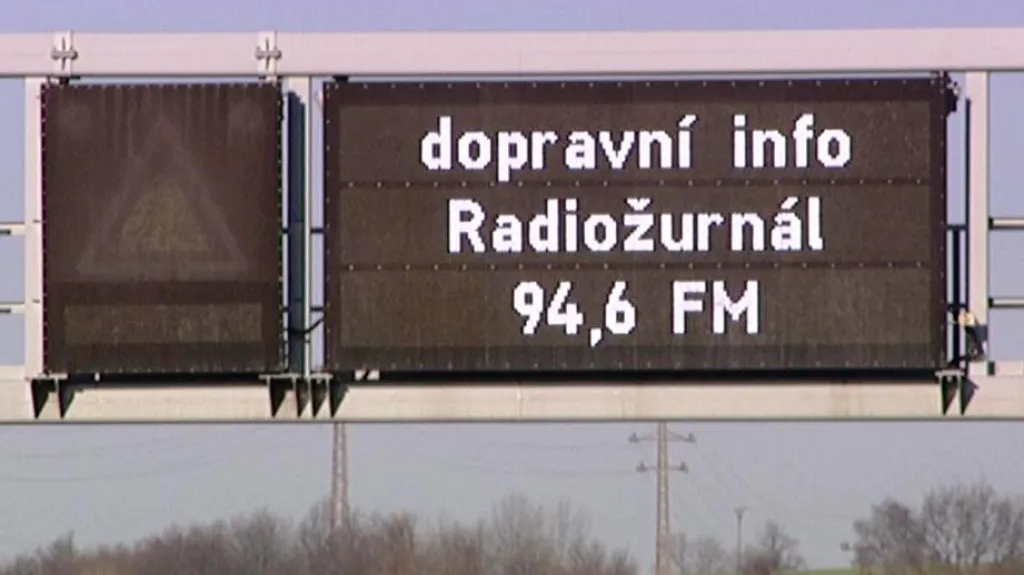 dopravní info
Radiožurnál
94,6 FM